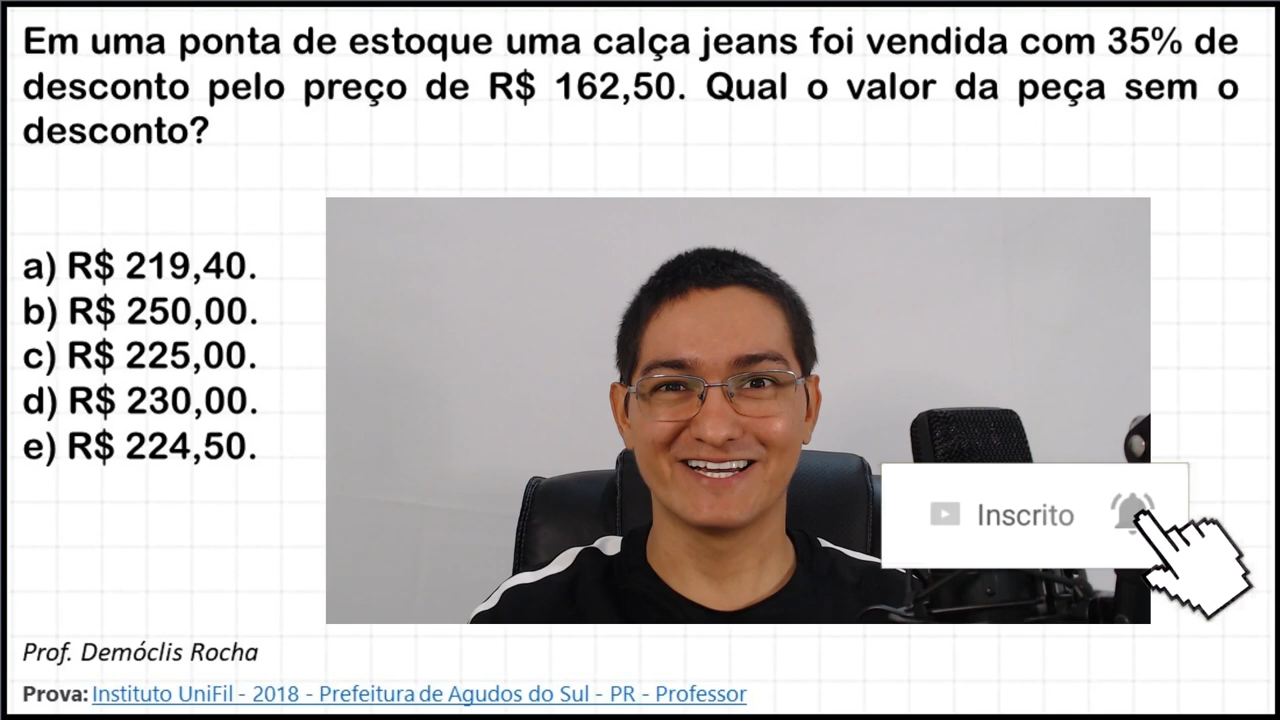 Em uma ponta de estoque uma calça jeans foi vendida com 35% de
desconto pelo preço de R$ 162,50. Qual o valor da peça sem o
desconto?
a) R$ 219,40.
b) R$ 250,00.
c) R$ 225,00.
d) R$ 230,00.
e) R$ 224,50.
Inscrito
Prof. Demóclis Rocha
Prova: Instituto UniFil - 2018 - Prefeitura de Agudos do Sul - PR - Professor